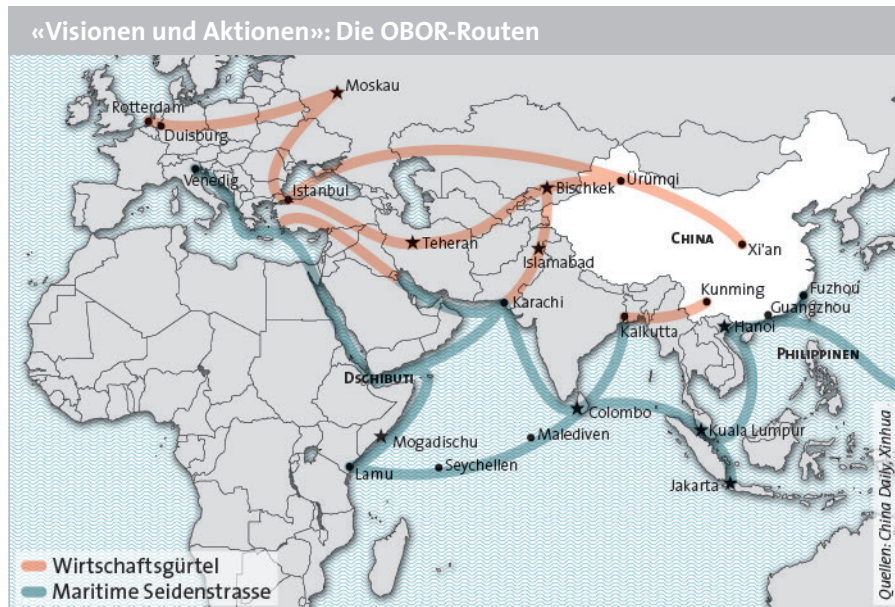 «Visionen und Aktionen»: Die OBOR-Routen
Moskau
Rotterdam
Duisburg
Venedig
Istanbul
Bischkek
Ürümqi
Teheran
Islamabad
CHINA
Xi'an
Karachi
Kunming
Fuzhou
Guangzhou
Kalkutta
Hanoi
PHILIPPINEN
DSCHIBUTI
Colombo
Kuala Lumpur
Mogadischu
Malediven
Lamu
Seychellen
Jakarta
Wirtschaftsgürtel
Maritime Seidenstrasse
Quellen: China Daily, Xinhua